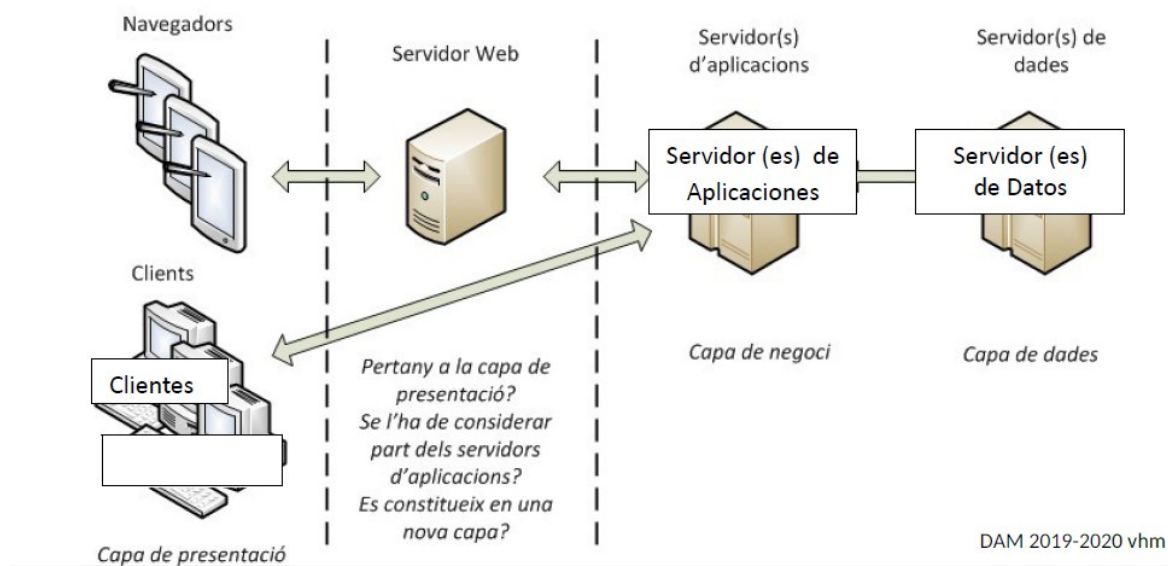 Navegadors
Servidor Web
Servidor(s)
d'aplicacions
Servidor(s) de
dades
Servidor (es) de
Aplicaciones
Servidor (es)
de Datos
Clients
Clientes
Capa de presentació
Pertany a la capa de
presentació?
Se l'ha de considerar
part dels servidors
d'aplicacions?
Es constitueix en una
nova capa?
Capa de negoci
Capa de dades
DAM 2019-2020 vhm